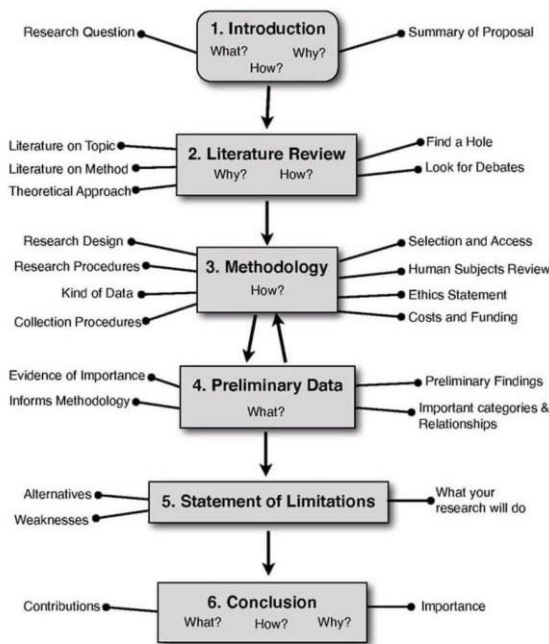 1. Introduction
What? Why?
How?
Research Question
Summary of Proposal
2. Literature Review
Why? How?
Literature on Topic
Literature on Method
Theoretical Approach
Find a Hole
Look for Debates
3. Methodology
How?
Research Design
Research Procedures
Kind of Data
Collection Procedures
Selection and Access
Human Subjects Review
Ethics Statement
Costs and Funding
4. Preliminary Data
What?
Evidence of Importance
Informs Methodology
Preliminary Findings
Important categories &
Relationships
5. Statement of Limitations
Alternatives
Weaknesses
What your
research will do
6. Conclusion
What? How? Why?
Contributions
Importance